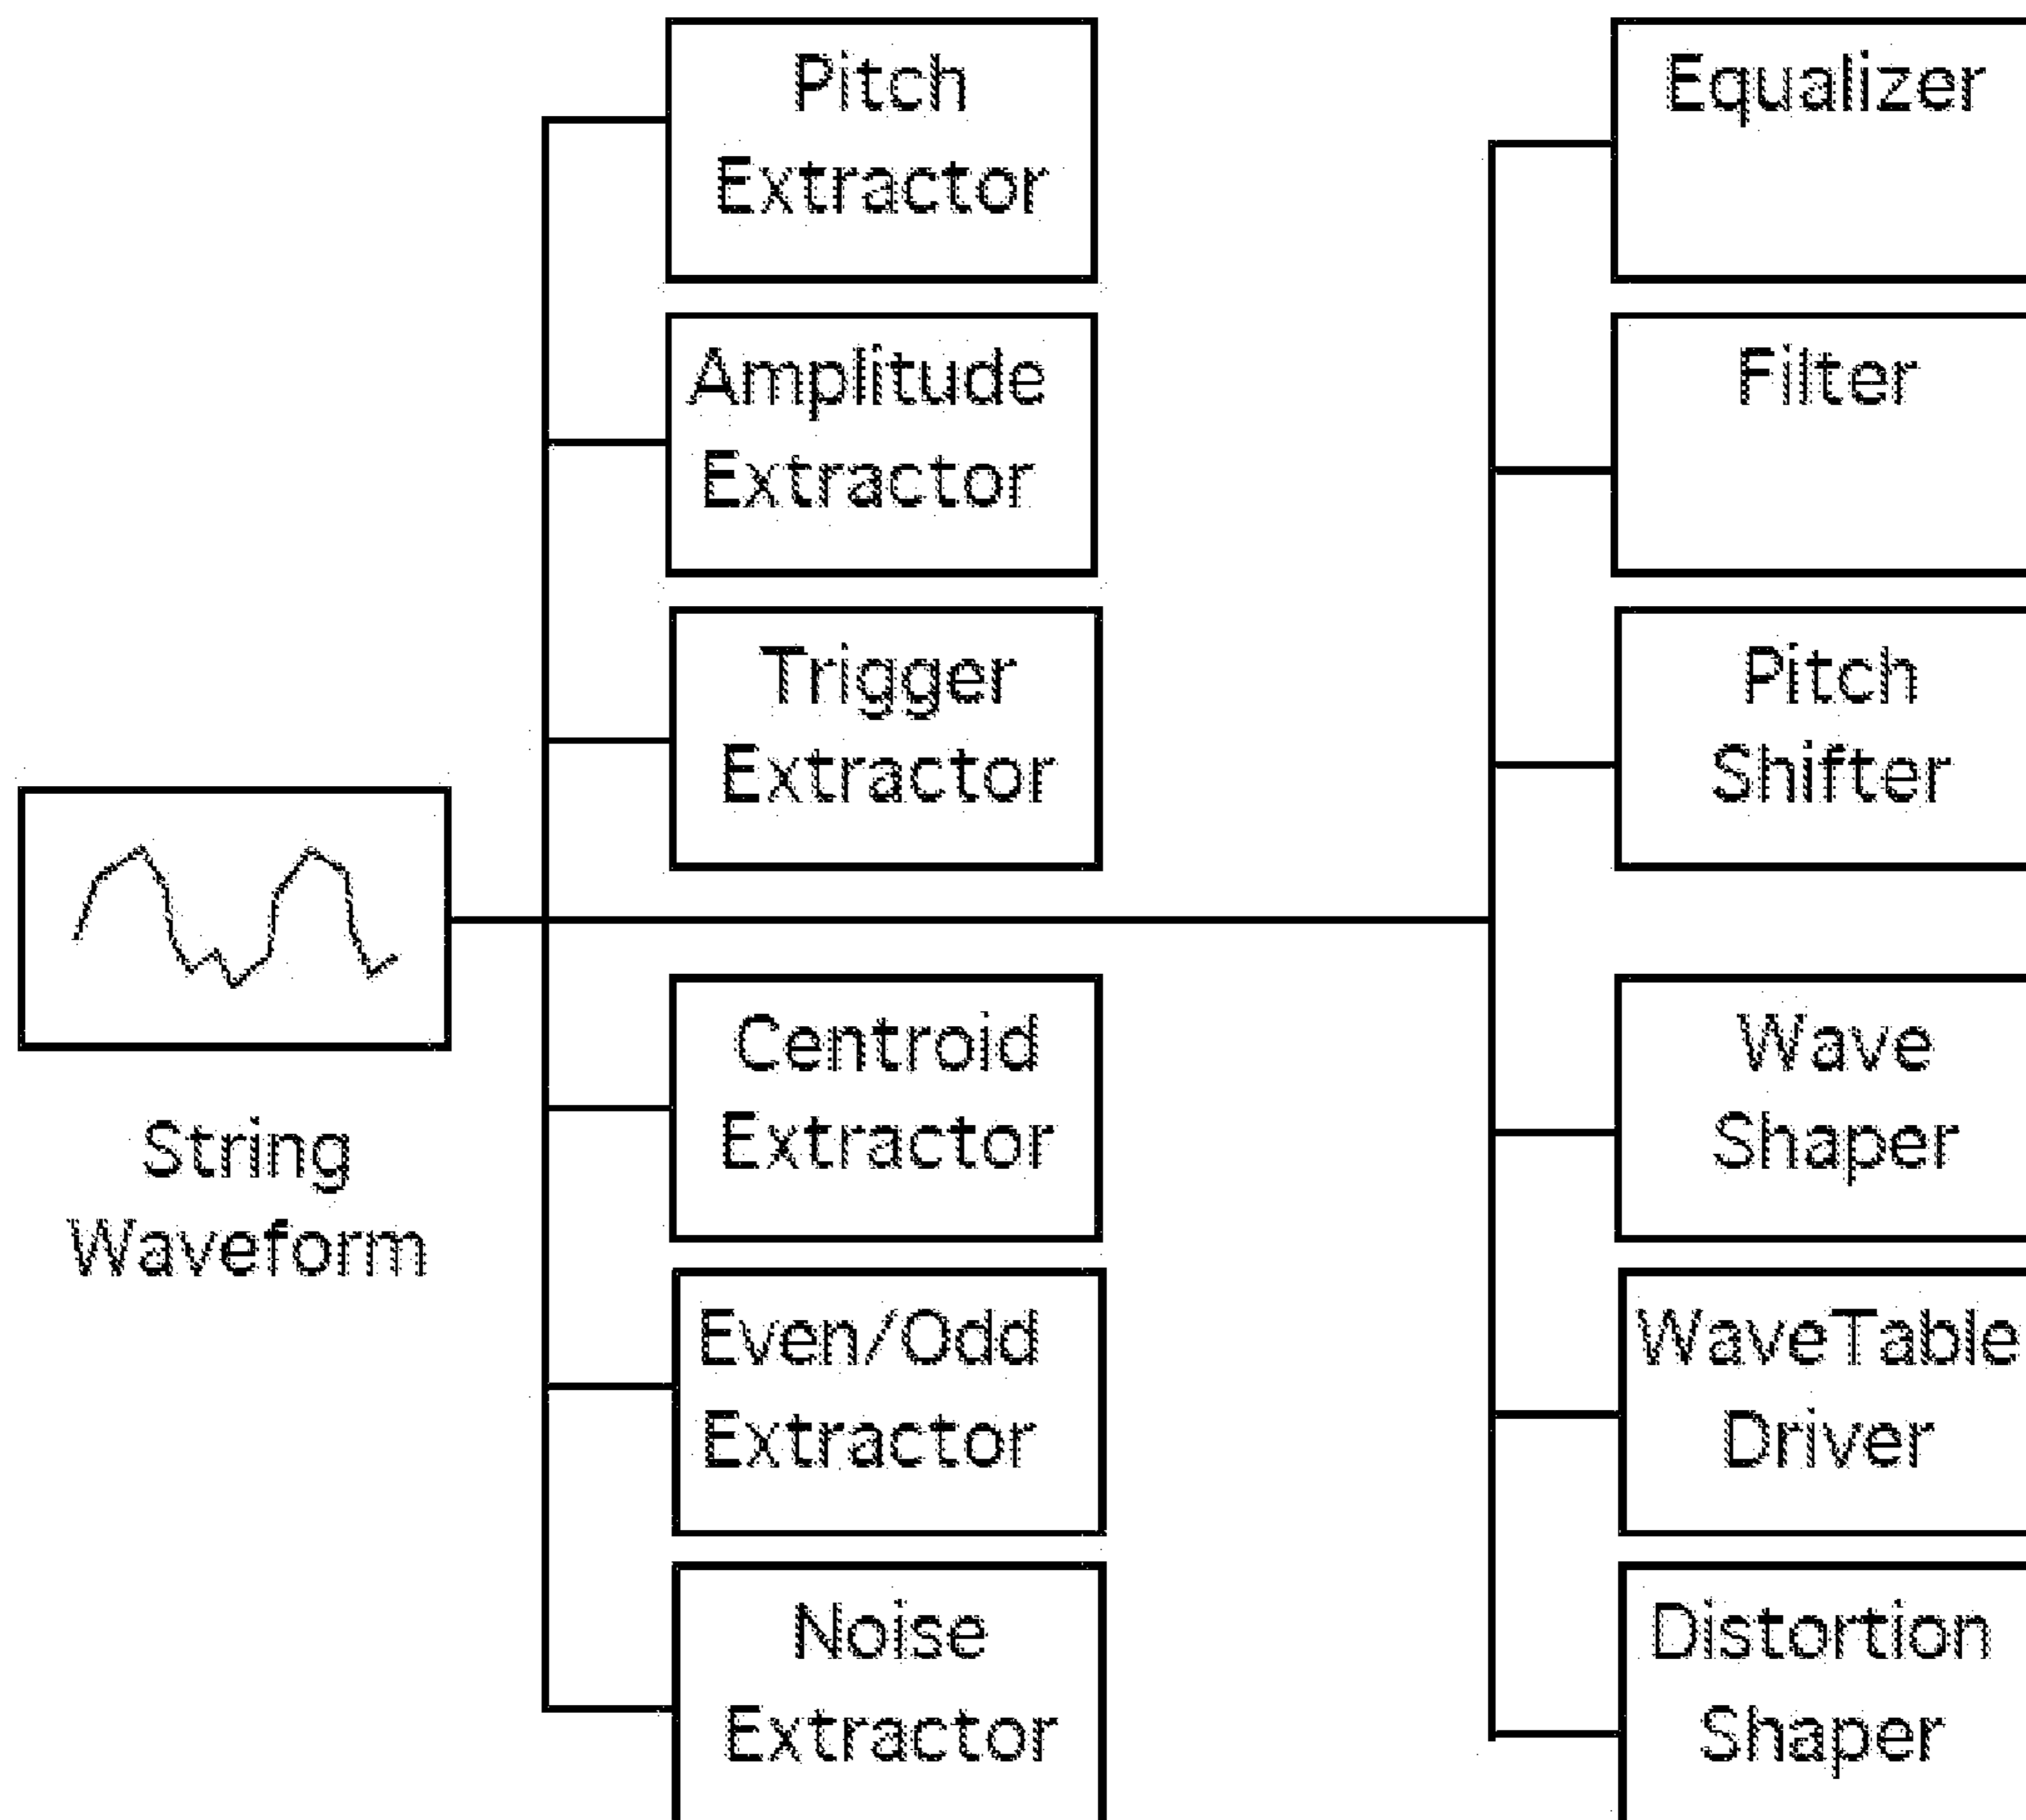 Pitch
Extractor
Amplitude
Extractor
Trigger
Extractor
String
Waveform
Centroid
Extractor
Even/Odd
Extractor
Noise
Extractor
Equalizer
Filter
Pitch
Shifter
Wave
Shaper
WaveTable
Driver
Distortion
Shaper